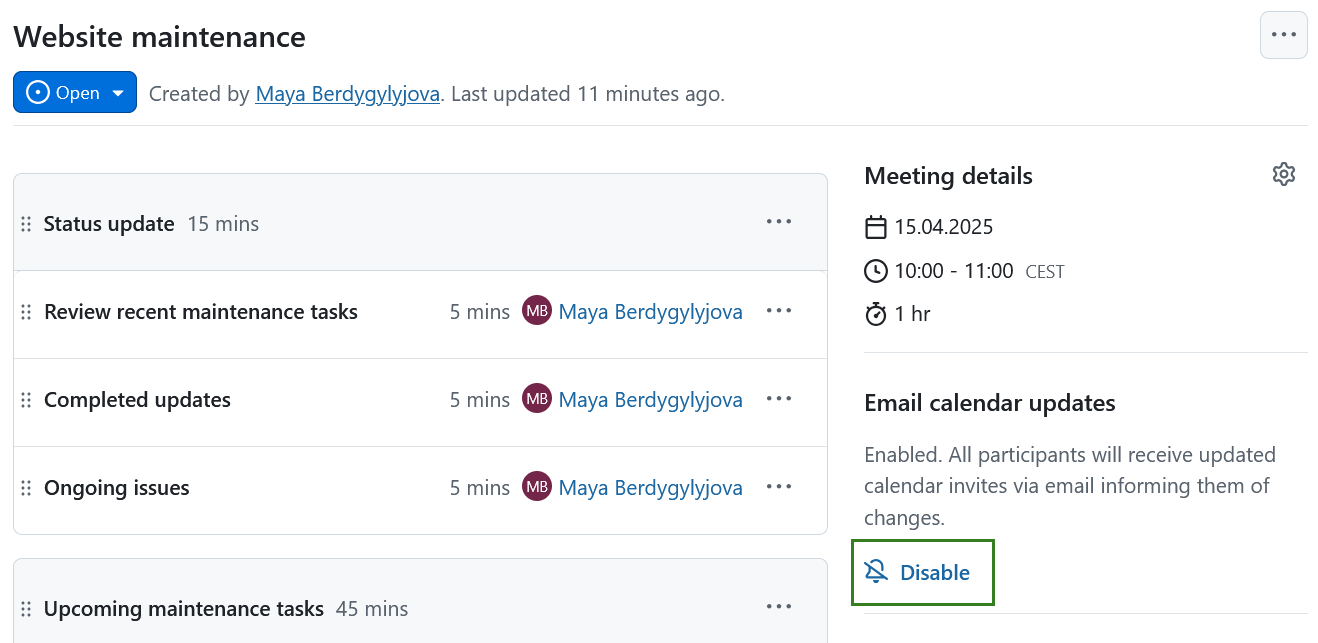 Website maintenance
Open
Created by Maya Berdygylyjova. Last updated 11 minutes ago.
Status update 15 mins
Review recent maintenance tasks 5 mins MB Maya Berdygylyjova
Completed updates 5 mins MB Maya Berdygylyjova
Ongoing issues 5 mins MB Maya Berdygylyjova
Upcoming maintenance tasks 45 mins
Meeting details
15.04.2025
10:00 - 11:00 CEST
1 hr
Email calendar updates
Enabled. All participants will receive updated
calendar invites via email informing them of
changes.
Disable